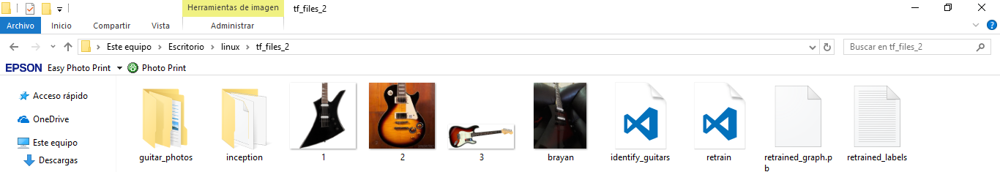 Herramientas de imagen
tf_files_2
Archivo
Inicio
Compartir
Vista
Administrar
Este equipo
Escritorio
linux
tf_files_2
Buscar en tf_files_2
EPSON
Easy Photo Print
Photo Print
Acceso rápido
OneDrive
Este equipo
Descargas
guitar_photos
inception
1
2
3
brayan
identify_guitars
retrain
retrained_graph.p
b
retrained_labels